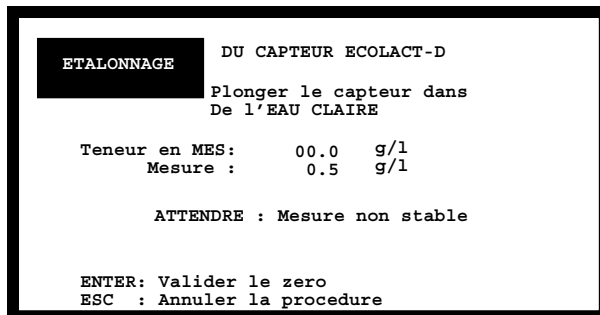 ETALONNAGE DU CAPTEUR ECOLACT-D
Plonger le capteur dans
De l'EAU CLAIRE
Teneur en MES: 00.0 g/l
Mesure : 0.5 g/l
ATTENDRE : Mesure non stable
ENTER: Valider le zero
ESC : Annuler la procedure